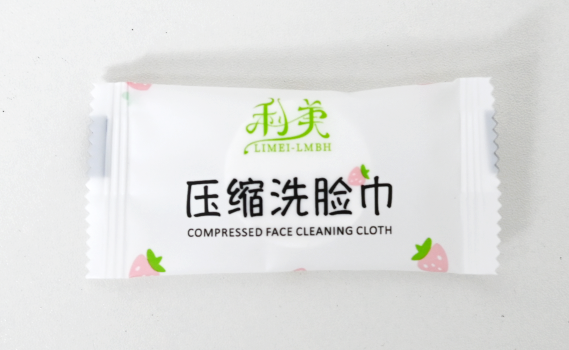 利美
LIMEI-LMBH
压缩洗脸巾
COMPRESSED FACE CLEANING CLOTH